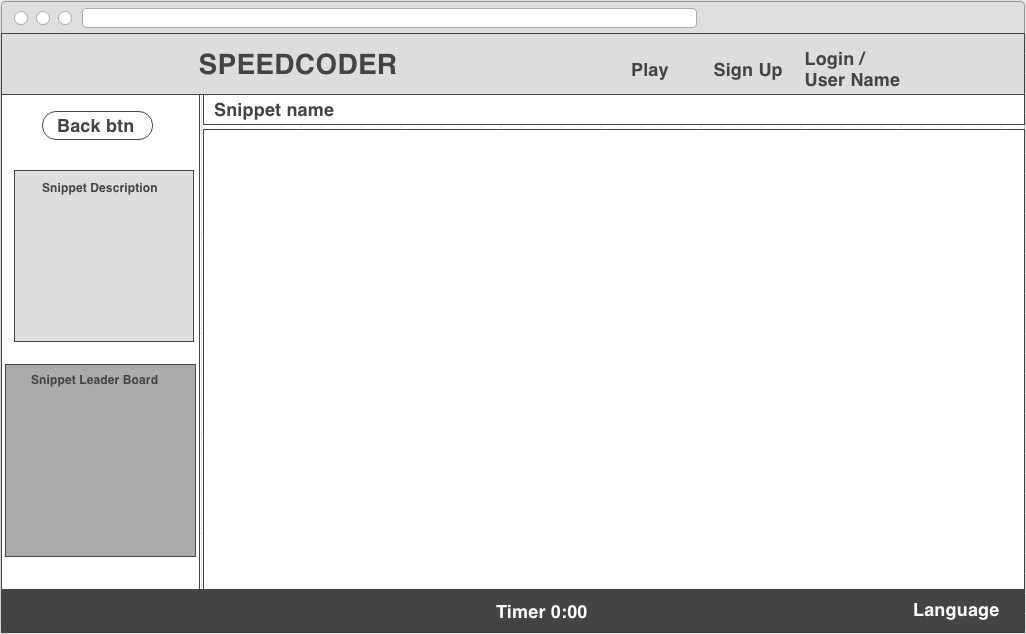 SPEEDCODER
Play
Sign Up
Login /
User Name
Back btn
Snippet name
Snippet Description
Snippet Leader Board
Timer 0:00
Language